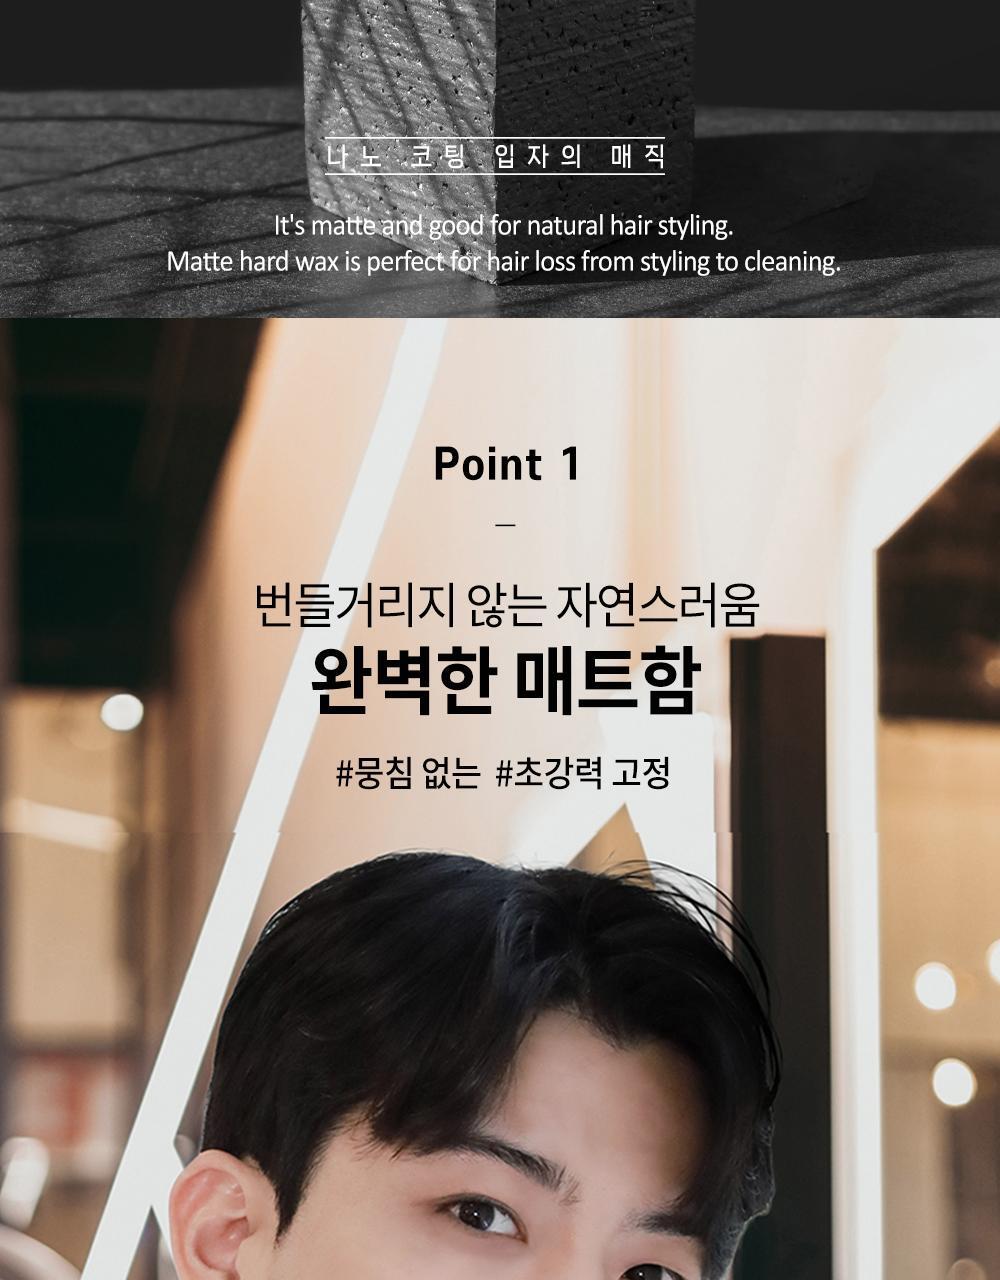 나노 코팅 입자의 매직
It's matte and good for natural hair styling.
Matte hard wax is perfect for hair loss from styling to cleaning.
Point 1
번들거리지 않는 자연스러움
완벽한 매트함
#뭉침 없는 #초강력 고정